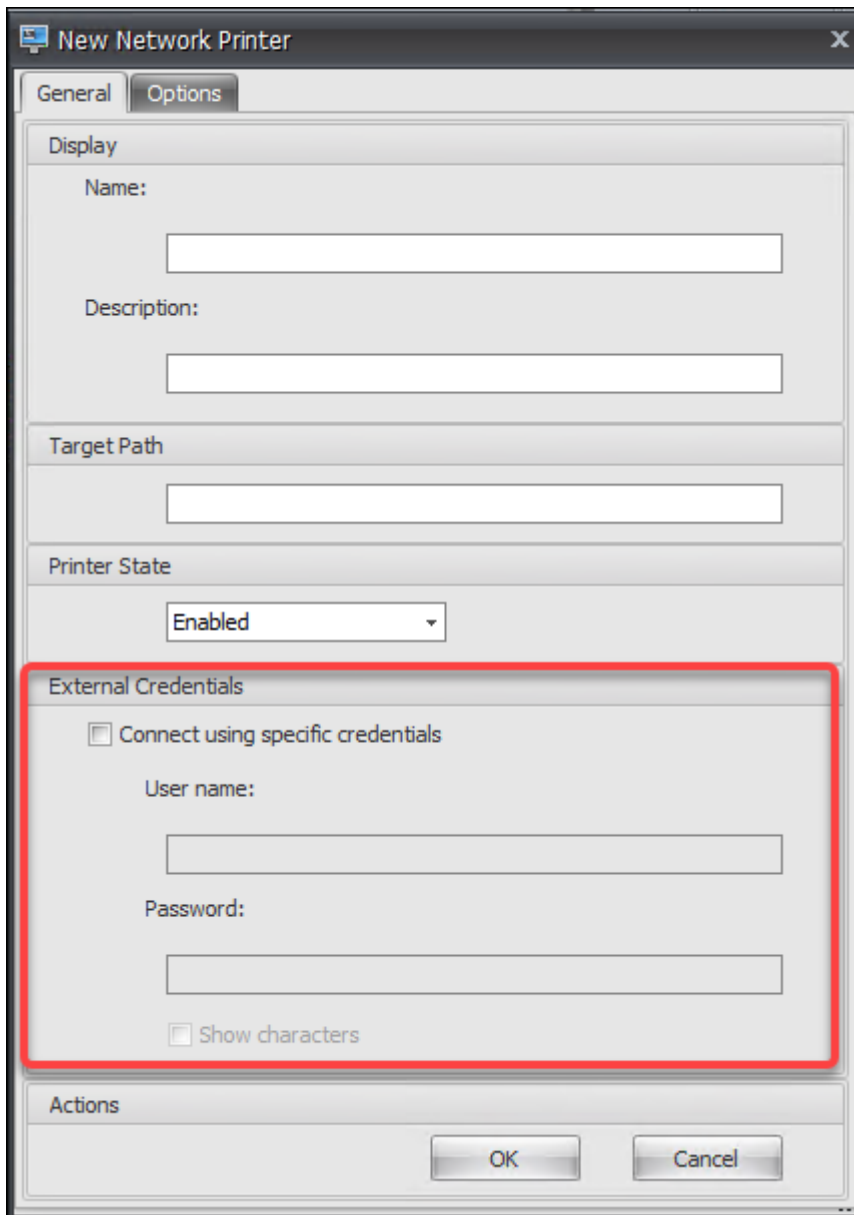 New Network Printer
General Options
Display
Name:
Description:
Target Path
Printer State
Enabled
External Credentials
Connect using specific credentials
User name:
Password:
Show characters
Actions
OK Cancel